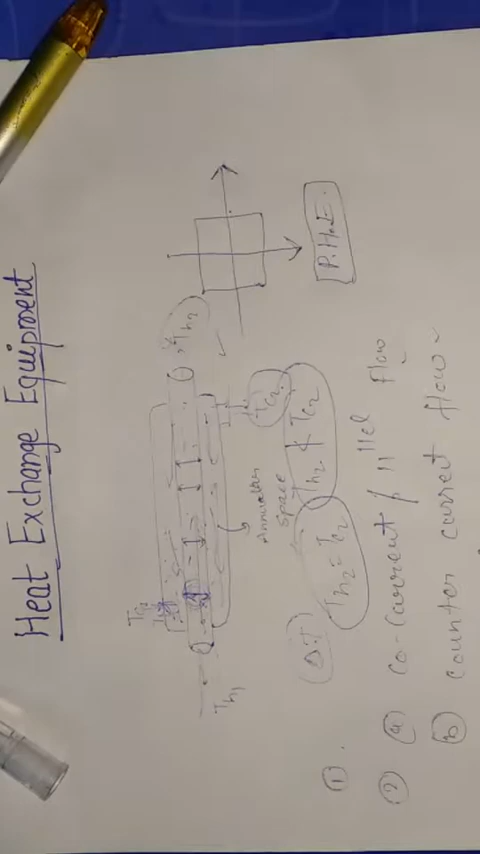 Heat Exchange Equipment
Tc1
Th1
Th2
Tc2
Annular
space
P.H.E.
①.
(ΔT)
Th2 = Tc2
Th2 ≮ Tc2
② ⓐ co-current / ||el flow
ⓑ counter current flow